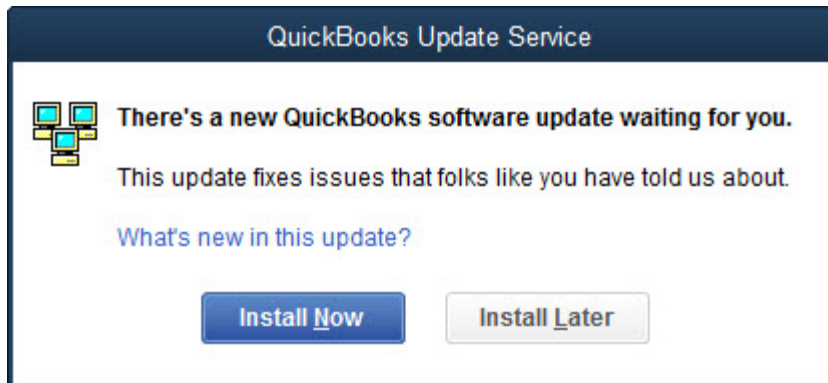 QuickBooks Update Service
There's a new QuickBooks software update waiting for you.
This update fixes issues that folks like you have told us about.
What's new in this update?
Install Now
Install Later